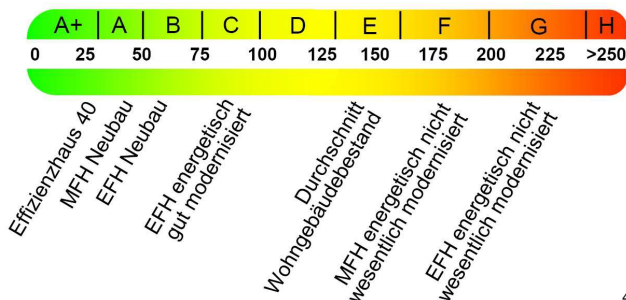 A+ A B C D E F G H
0 25 50 75 100 125 150 175 200 225 >250
Effizienzhaus 40
MFH Neubau
EFH Neubau
EFH energetisch
gut modernisiert
Durchschnitt
Wohngebäudebestand
MFH energetisch nicht
wesentlich modernisiert
EFH energetisch nicht
wesentlich modernisiert